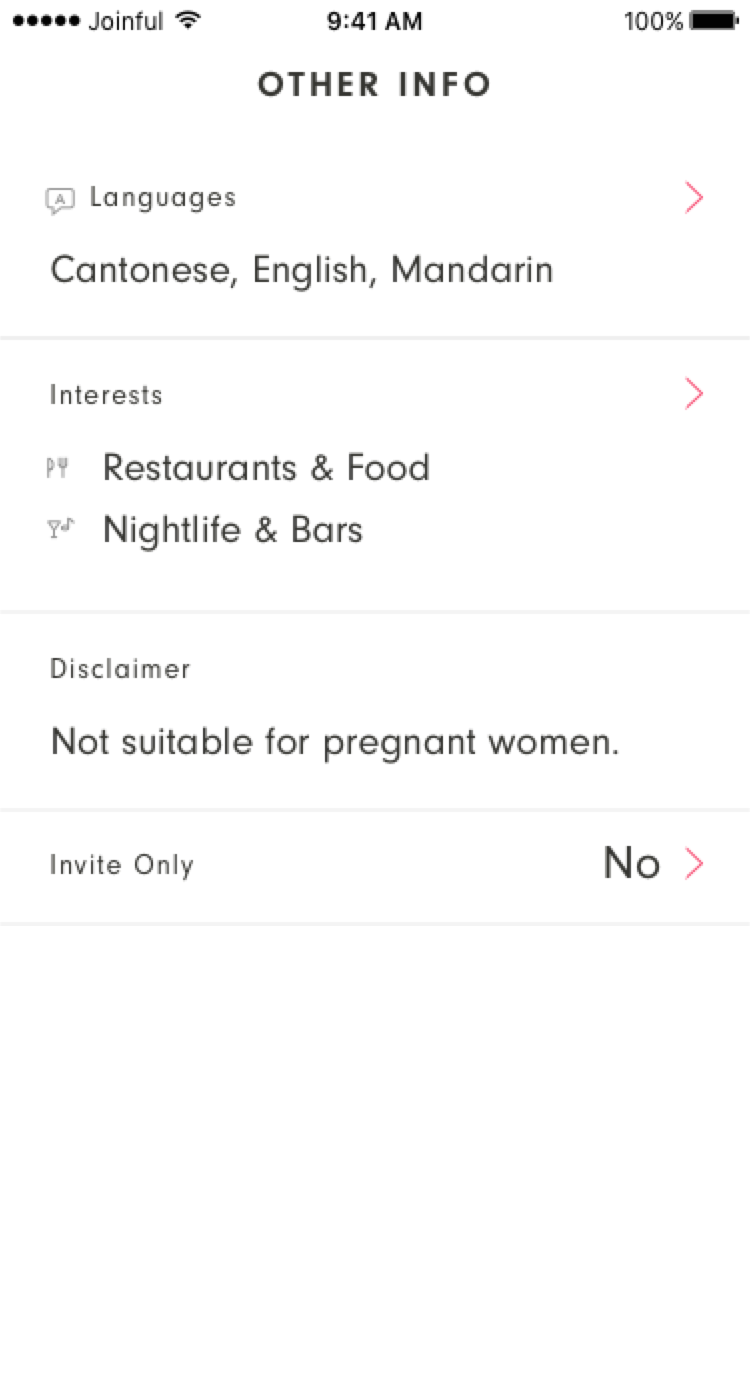 Joinful 9:41 AM 100%
OTHER INFO
A Languages
Cantonese, English, Mandarin
Interests
Restaurants & Food
Nightlife & Bars
Disclaimer
Not suitable for pregnant women.
Invite Only No